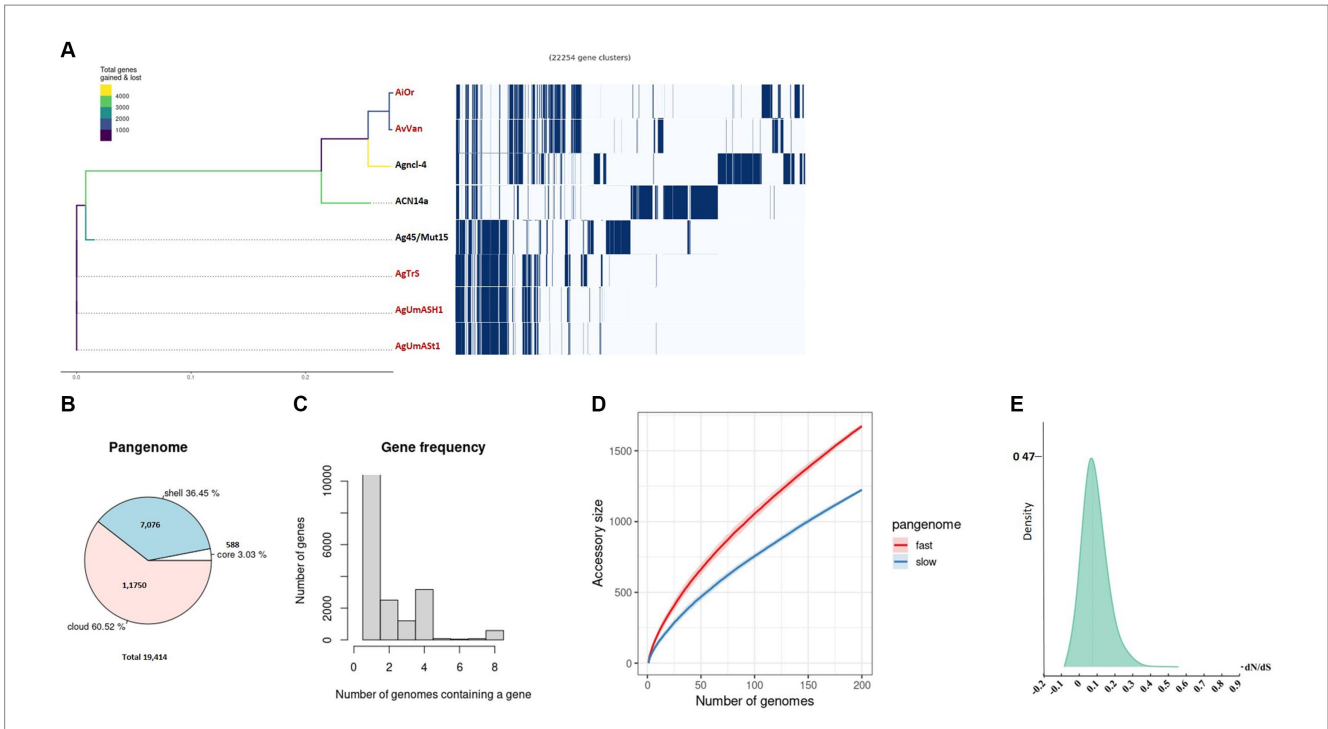 A
(22254 gene clusters)
Total genes
gained & lost
4000
3000
2000
1000
AiOr
AvVan
Agncl-4
ACN14a
Ag45/Mut15
AgTrS
AgUmASH1
AgUmASt1
0.0 0.1 0.2
B
Pangenome
shell 36.45 %
7,076
588
core 3.03 %
1,1750
cloud 60.52 %
Total 19,414
C
Gene frequency
Number of genes
10000
6000
2000
0
0 2 4 6 8
Number of genomes containing a gene
D
Accessory size
1500
1000
500
0
0 50 100 150 200
Number of genomes
pangenome
fast
slow
E
0 47
Density
dN/dS
-0.2 -0.1 0 0.1 0.2 0.3 0.4 0.5 0.6 0.7 0.8 0.9